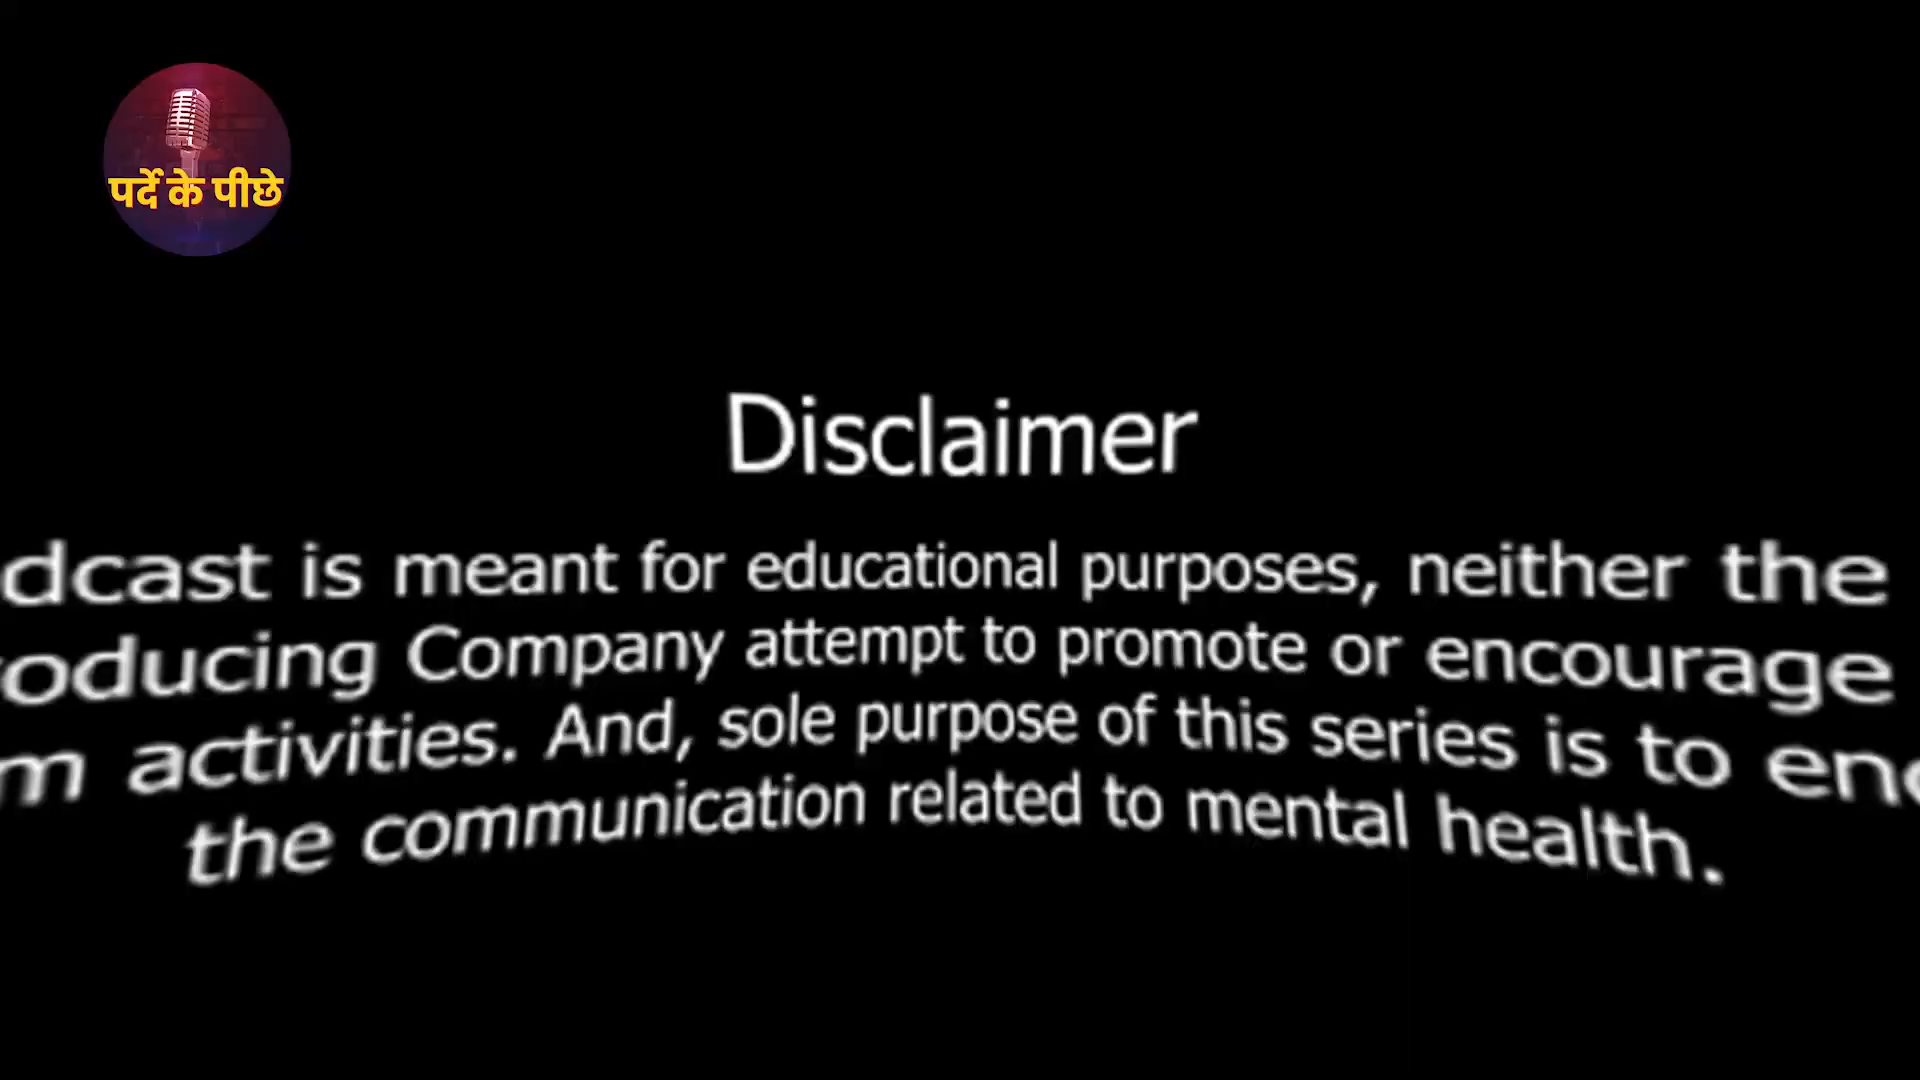 पर्दे के पीछे
Disclaimer
dcast is meant for educational purposes, neither the
oducing Company attempt to promote or encourage
m activities. And, sole purpose of this series is to
the communication related to mental health.